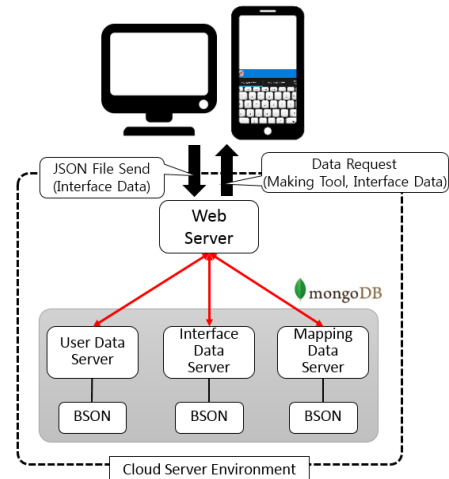 JSON File Send
(Interface Data)
Data Request
(Making Tool, Interface Data)
Web
Server
mongoDB
User Data
Server
Interface
Data
Server
Mapping
Data
Server
BSON
BSON
BSON
Cloud Server Environment